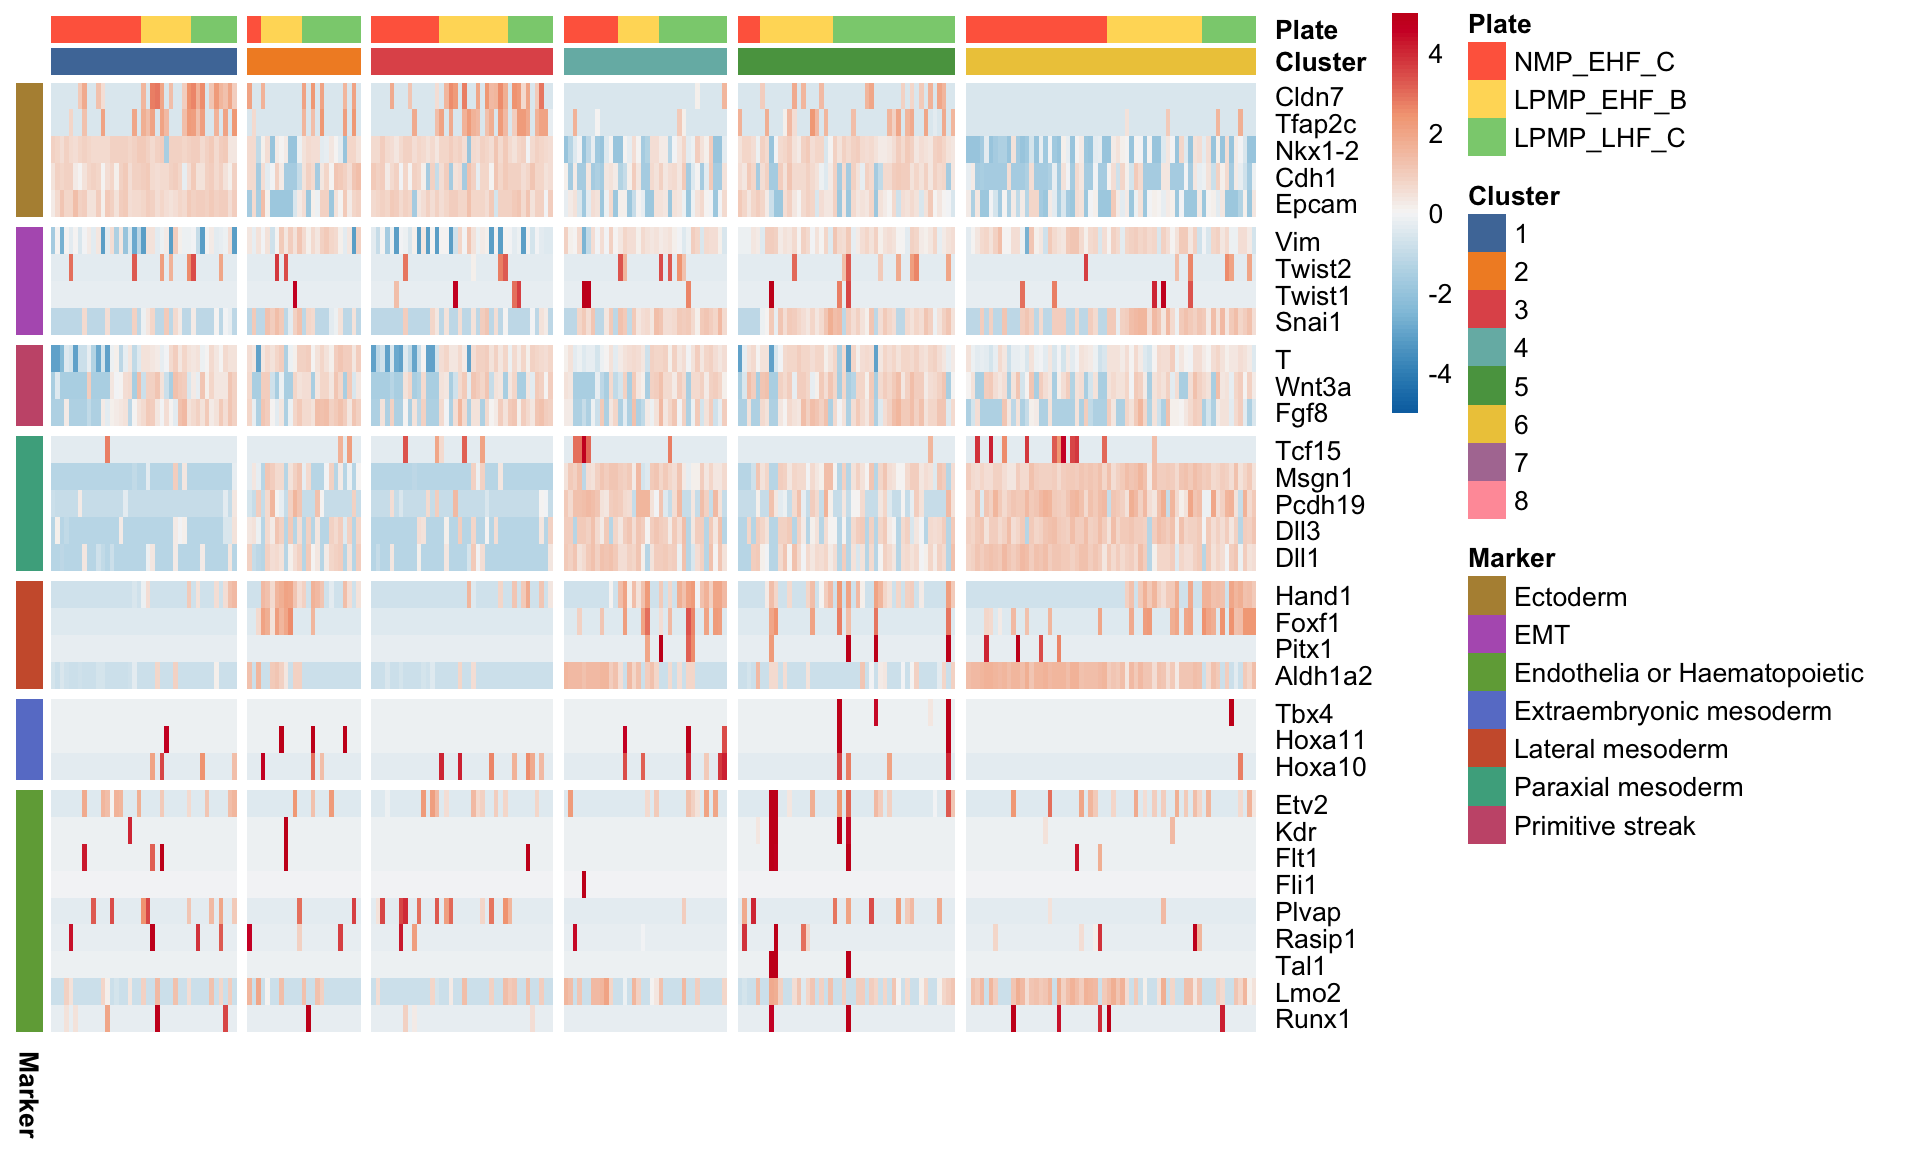 Plate
Cluster
Cldn7
Tfap2c
Nkx1-2
Cdh1
Epcam
Vim
Twist2
Twist1
Snai1
T
Wnt3a
Fgf8
Tcf15
Msgn1
Pcdh19
Dll3
Dll1
Hand1
Foxf1
Pitx1
Aldh1a2
Tbx4
Hoxa11
Hoxa10
Etv2
Kdr
Flt1
Fli1
Plvap
Rasip1
Tal1
Lmo2
Runx1
Marker
4
2
0
-2
-4
Plate
NMP_EHF_C
LPMP_EHF_B
LPMP_LHF_C
Cluster
1
2
3
4
5
6
7
8
Marker
Ectoderm
EMT
Endothelia or Haematopoietic
Extraembryonic mesoderm
Lateral mesoderm
Paraxial mesoderm
Primitive streak